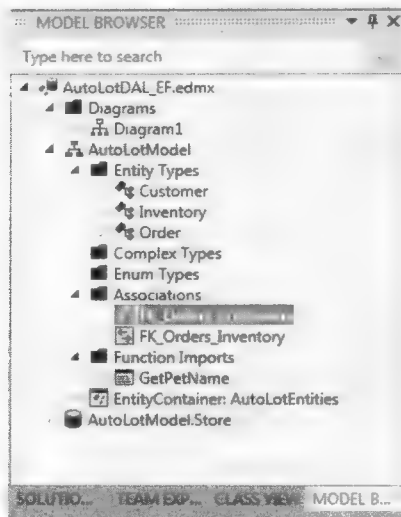 MODEL BROWSER
Type here to search
AutoLotDAL_EF.edmx
Diagrams
Diagram1
AutoLotModel
Entity Types
Customer
Inventory
Order
Complex Types
Enum Types
Associations
FK_Orders_Inventory
Function Imports
GetPetName
EntityContainer: AutoLotEntities
AutoLotModel.Store
SOLUTIO... TEAM EXP... CLASS VIEW MODEL B...